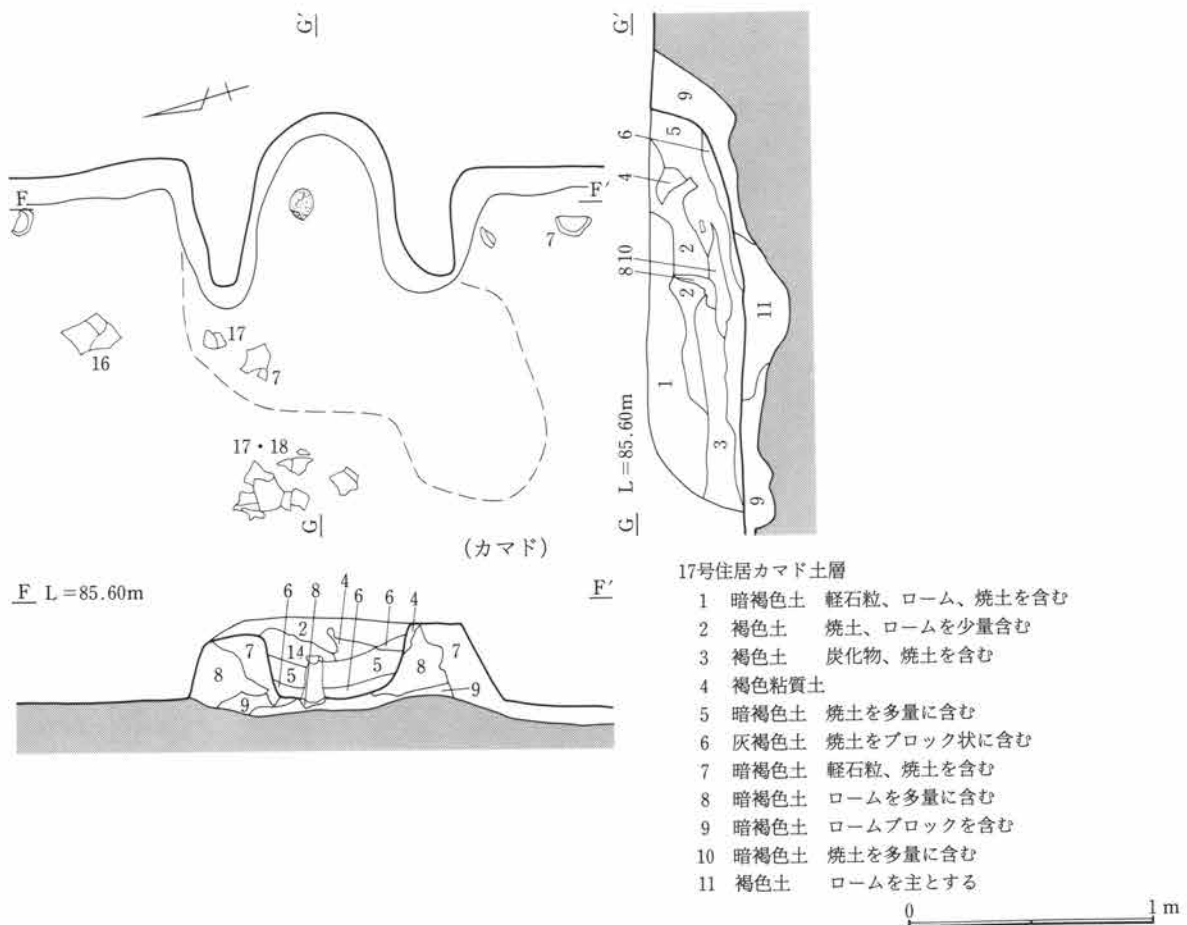 G'
F
F'
7
16
17
7
17・18
G
(カマド)
G'
9
6
5
4
2
8 10
2
11
1
3
9
G L=85.60m
F L=85.60m
F'
6 8 4 6 6 4
2
14
7
5
5
8
8
7
9
9
17号住居カマド土層
1 暗褐色土 軽石粒、ローム、焼土を含む
2 褐色土 焼土、ロームを少量含む
3 褐色土 炭化物、焼土を含む
4 褐色粘質土
5 暗褐色土 焼土を多量に含む
6 灰褐色土 焼土をブロック状に含む
7 暗褐色土 軽石粒、焼土を含む
8 暗褐色土 ロームを多量に含む
9 暗褐色土 ロームブロックを含む
10 暗褐色土 焼土を多量に含む
11 褐色土 ロームを主とする
0 1 m